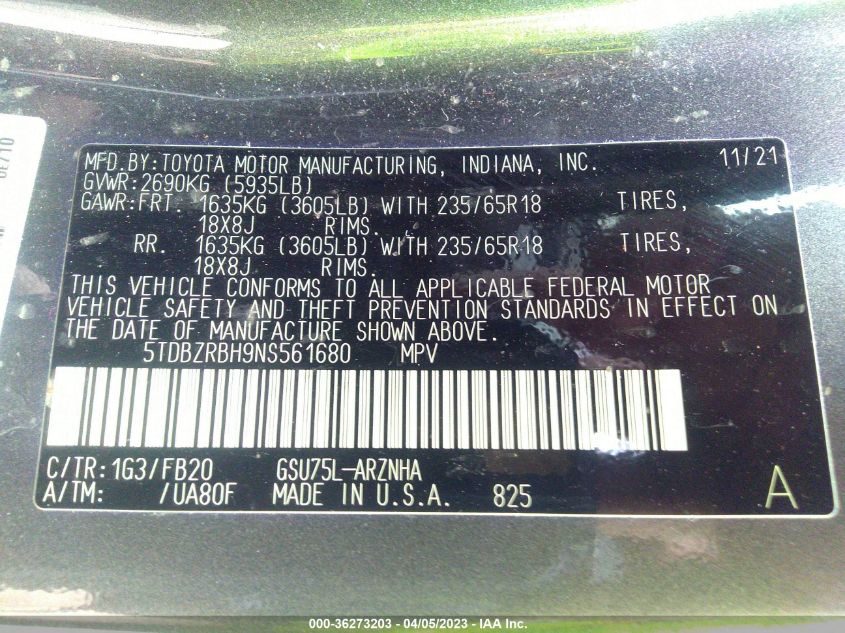 MFD. BY: TOYOTA MOTOR MANUFACTURING, INDIANA, INC. 11/21
GVWR: 2690KG (5935LB)
GAWR: FRT. 1635KG (3605LB) WITH 235/65R18 TIRES,
18X8J RIMS.
RR. 1635KG (3605LB) WITH 235/65R18 TIRES,
18X8J RIMS.
THIS VEHICLE CONFORMS TO ALL APPLICABLE FEDERAL MOTOR
VEHICLE SAFETY AND THEFT PREVENTION STANDARDS IN EFFECT ON
THE DATE OF MANUFACTURE SHOWN ABOVE.
5TDBZRBH9NS561680 MPV
C/TR: 1G3/FB20 GSU75L-ARZNHA
A/TM: /UA80F MADE IN U.S.A. 825 A
000-36273203 - 04/05/2023 - IAA Inc.